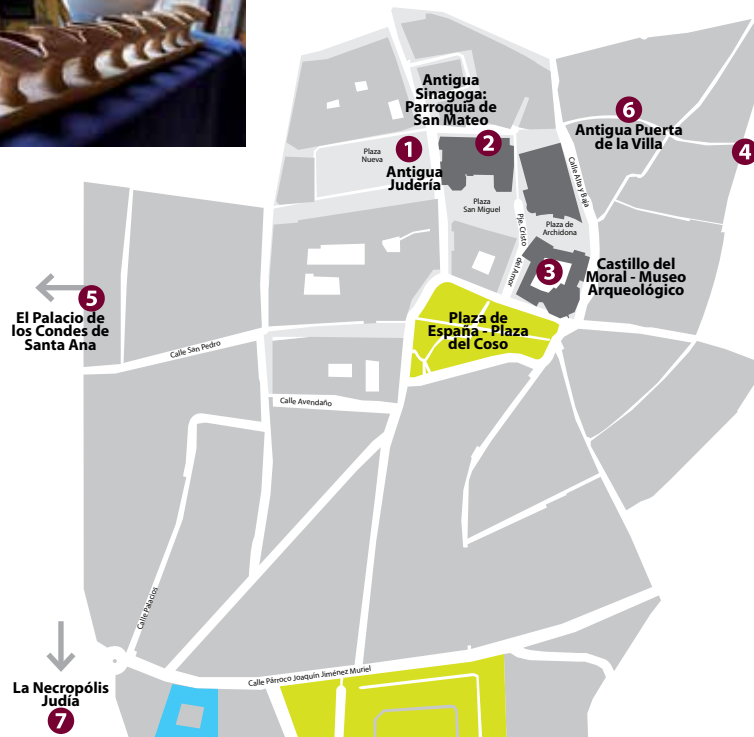 Antigua
Sinagoga:
Parroquia de
San Mateo
2
6
Antigua Puerta
de la Villa
4
Plaza
Nueva
1
Antigua
Judería
Plaza
San Miguel
Pje. Cristo
del Amor
Calle Alta y Baja
Plaza de
Archidona
3
Castillo del
Moral - Museo
Arqueológico
5
El Palacio de
los Condes de
Santa Ana
Plaza de
España - Plaza
del Coso
Calle San Pedro
Calle Avendaño
Calle Palacios
Calle Párroco Joaquín Jiménez Muriel
La Necropólis
Judía
7